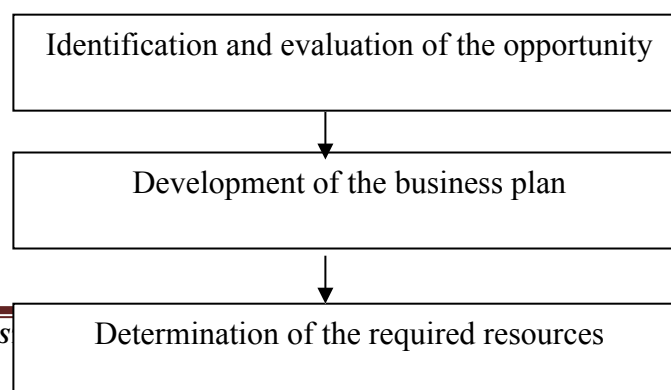 Identification and evaluation of the opportunity
Development of the business plan
Determination of the required resources